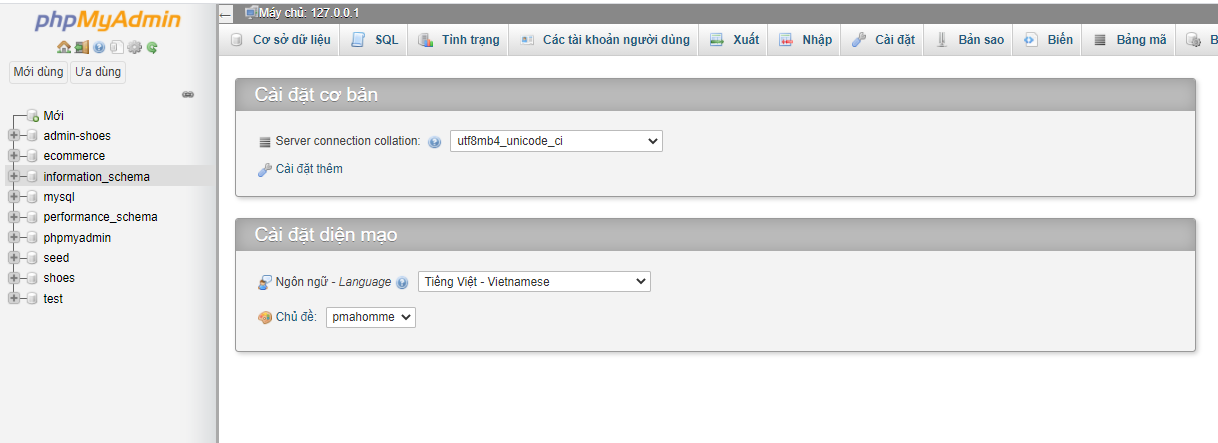 phpMyAdmin
Mới dùng Ưa dùng
Mới
admin-shoes
ecommerce
information_schema
mysql
performance_schema
phpmyadmin
seed
shoes
test
Máy chủ: 127.0.0.1
Cơ sở dữ liệu SQL Tình trạng Các tài khoản người dùng Xuất Nhập Cài đặt Bản sao Biến Bảng mã B
Cài đặt cơ bản
Server connection collation: utf8mb4_unicode_ci
Cài đặt thêm
Cài đặt diện mạo
Ngôn ngữ - Language Tiếng Việt - Vietnamese
Chủ đề: pmahomme